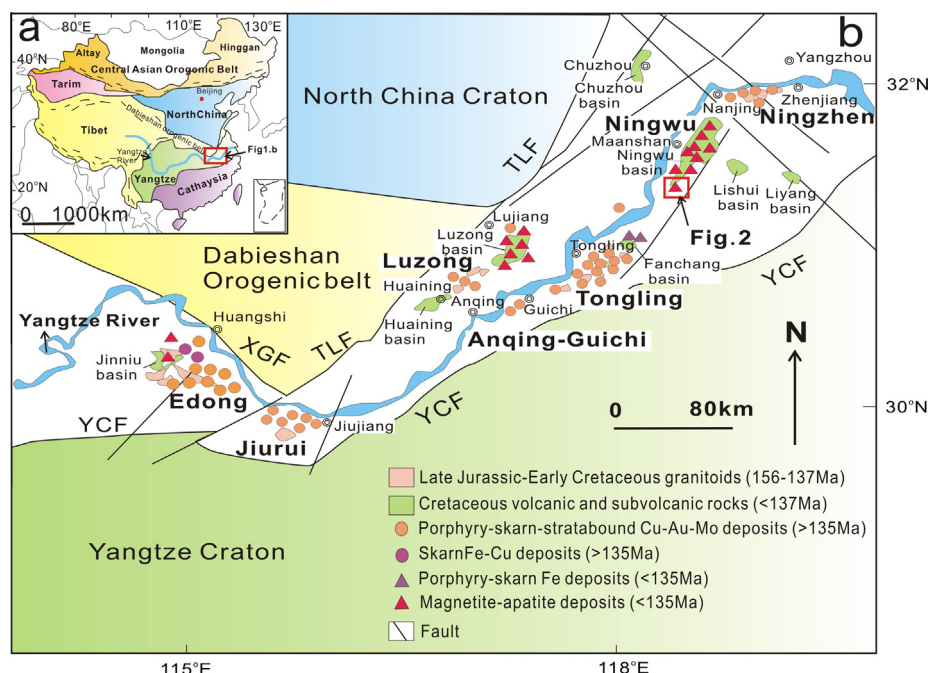 a
80°E
110°E
130°E
Mongolia
Hinggan
Altay
40°N
Central Asian Orogonic Belt
Tarim
Beijing
NorthChina
Dabieshan orogenic belt
Tibet
Yangtze
River
Fig1.b
Yangtze
20°N
Cathaysia
0
1000km
b
Yangzhou
Chuzhou
Chuzhou
basin
32°N
North China Craton
Nanjing
Zhenjiang
Ningzhen
Ningwu
TLF
Maanshan
Ningwu
basin
Lishui
basin
Liyang
basin
Fig.2
Lujiang
Luzong
basin
Luzong
Tongling
Fanchang
basin
YCF
Dabieshan
Orogenic belt
Huaining
Anqing
Guichi
Tongling
Huaining
basin
Anqing-Guichi
Yangtze River
Huangshi
XGF
TLF
N
Jinniu
basin
Edong
YCF
0
80km
30°N
YCF
Jiujiang
Jiurui
Late Jurassic-Early Cretaceous granitoids (156-137Ma)
Cretaceous volcanic and subvolcanic rocks (<137Ma)
Porphyry-skarn-stratabound Cu-Au-Mo deposits (>135Ma)
SkarnFe-Cu deposits (>135Ma)
Porphyry-skarn Fe deposits (<135Ma)
Magnetite-apatite deposits (<135Ma)
Fault
Yangtze Craton
115°E
118°E